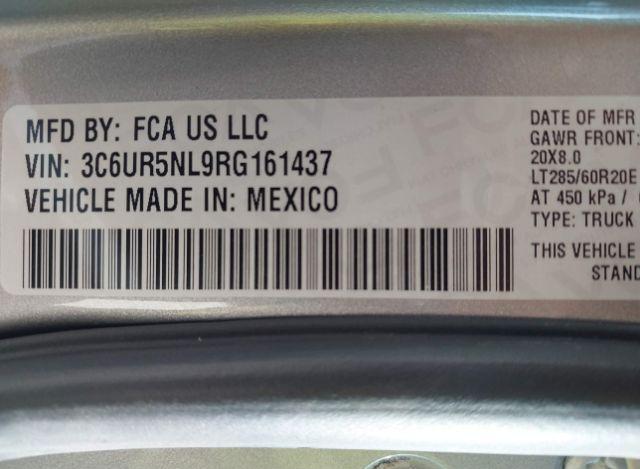 MFD BY: FCA US LLC
VIN: 3C6UR5NL9RG161437
VEHICLE MADE IN: MEXICO
DATE OF MFR
GAWR FRONT:
20X8.0
LT285/60R20E
AT 450 kPa /
TYPE: TRUCK
THIS VEHICLE
STAND